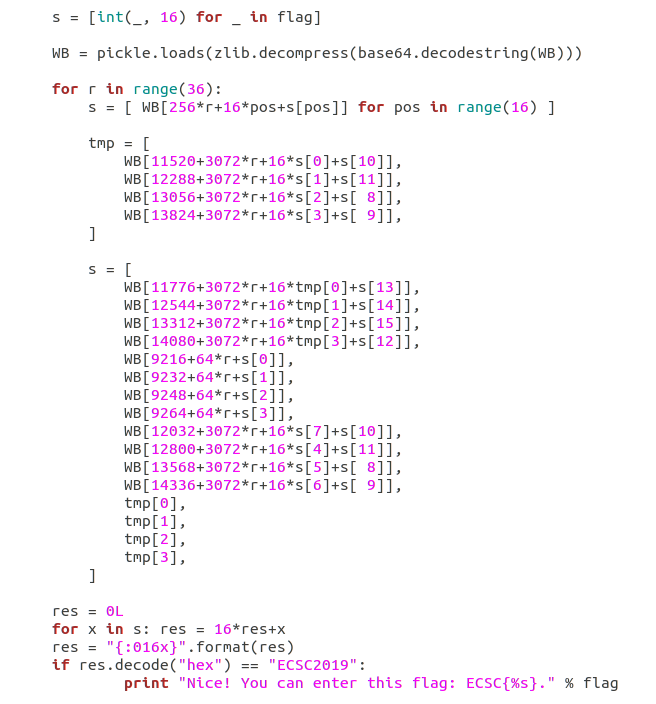 s = [int(_, 16) for _ in flag]

WB = pickle.loads(zlib.decompress(base64.decodestring(WB)))

for r in range(36):
    s = [ WB[256*r+16*pos+s[pos]] for pos in range(16) ]

    tmp = [
        WB[11520+3072*r+16*s[0]+s[10]],
        WB[12288+3072*r+16*s[1]+s[11]],
        WB[13056+3072*r+16*s[2]+s[ 8]],
        WB[13824+3072*r+16*s[3]+s[ 9]],
    ]

    s = [
        WB[11776+3072*r+16*tmp[0]+s[13]],
        WB[12544+3072*r+16*tmp[1]+s[14]],
        WB[13312+3072*r+16*tmp[2]+s[15]],
        WB[14080+3072*r+16*tmp[3]+s[12]],
        WB[9216+64*r+s[0]],
        WB[9232+64*r+s[1]],
        WB[9248+64*r+s[2]],
        WB[9264+64*r+s[3]],
        WB[12032+3072*r+16*s[7]+s[10]],
        WB[12800+3072*r+16*s[4]+s[11]],
        WB[13568+3072*r+16*s[5]+s[ 8]],
        WB[14336+3072*r+16*s[6]+s[ 9]],
        tmp[0],
        tmp[1],
        tmp[2],
        tmp[3],
    ]

res = 0L
for x in s: res = 16*res+x
res = "{:016x}".format(res)
if res.decode("hex") == "ECSC2019":
        print "Nice! You can enter this flag: ECSC{%s}." % flag